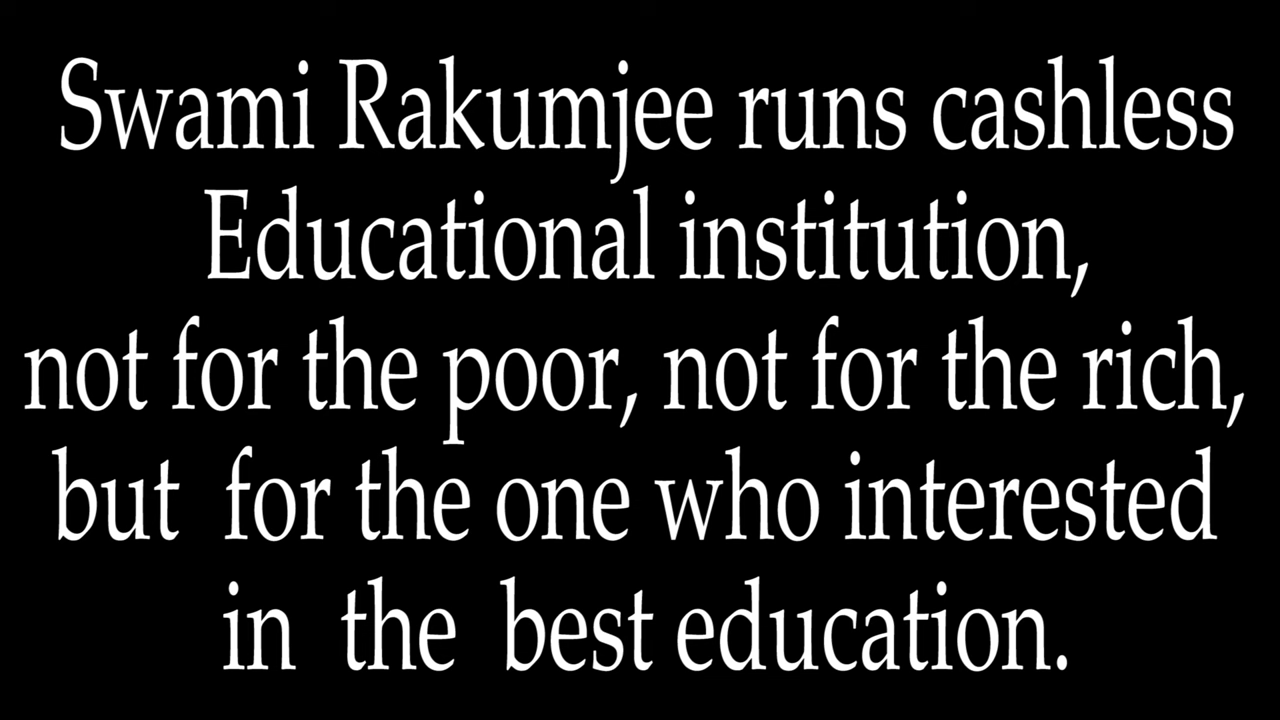 Swami Rakumjee runs cashless
Educational institution,
not for the poor, not for the rich,
but for the one who interested
in the best education.